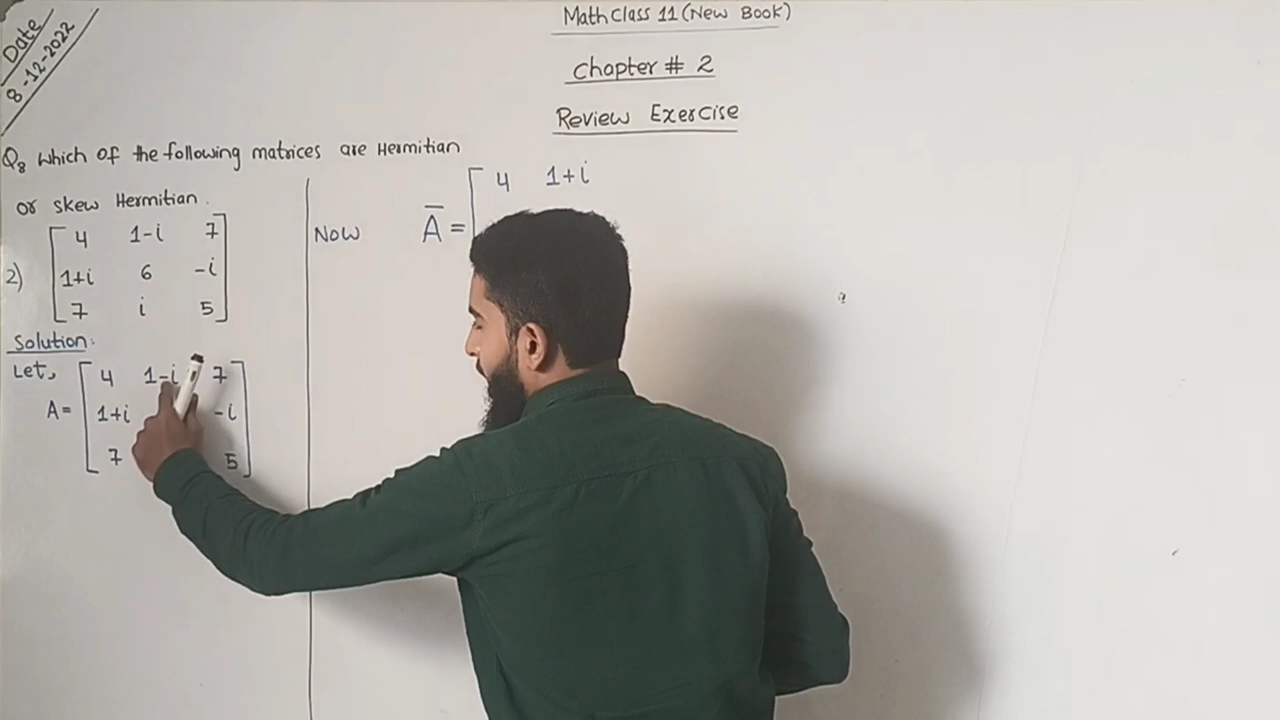 Date
8-12-2022
Math Class 11 (New Book)
Chapter # 2
Review Exercise
Q8 Which of the following matrices are Hermitian
or skew Hermitian.
2) [ 4 1-i 7
1+i 6 -i
7 i 5 ]
Solution:
Let,
A = [ 4 1-i 7
1+i -i
7 5 ]
Now A̅ = [ 4 1+i